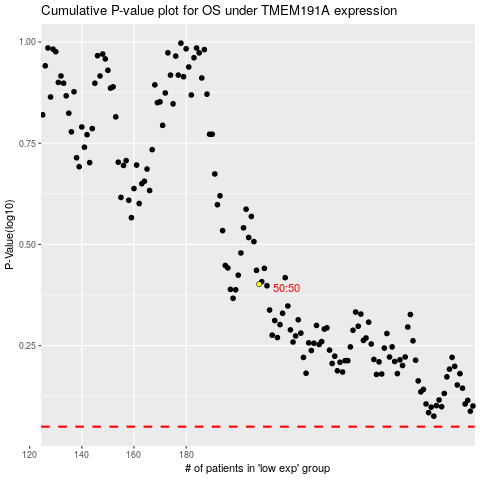 Cumulative P-value plot for OS under TMEM191A expression
P-Value(log10)
1.00
0.75
0.50
0.25
50:50
120 140 160 180
# of patients in 'low exp' group